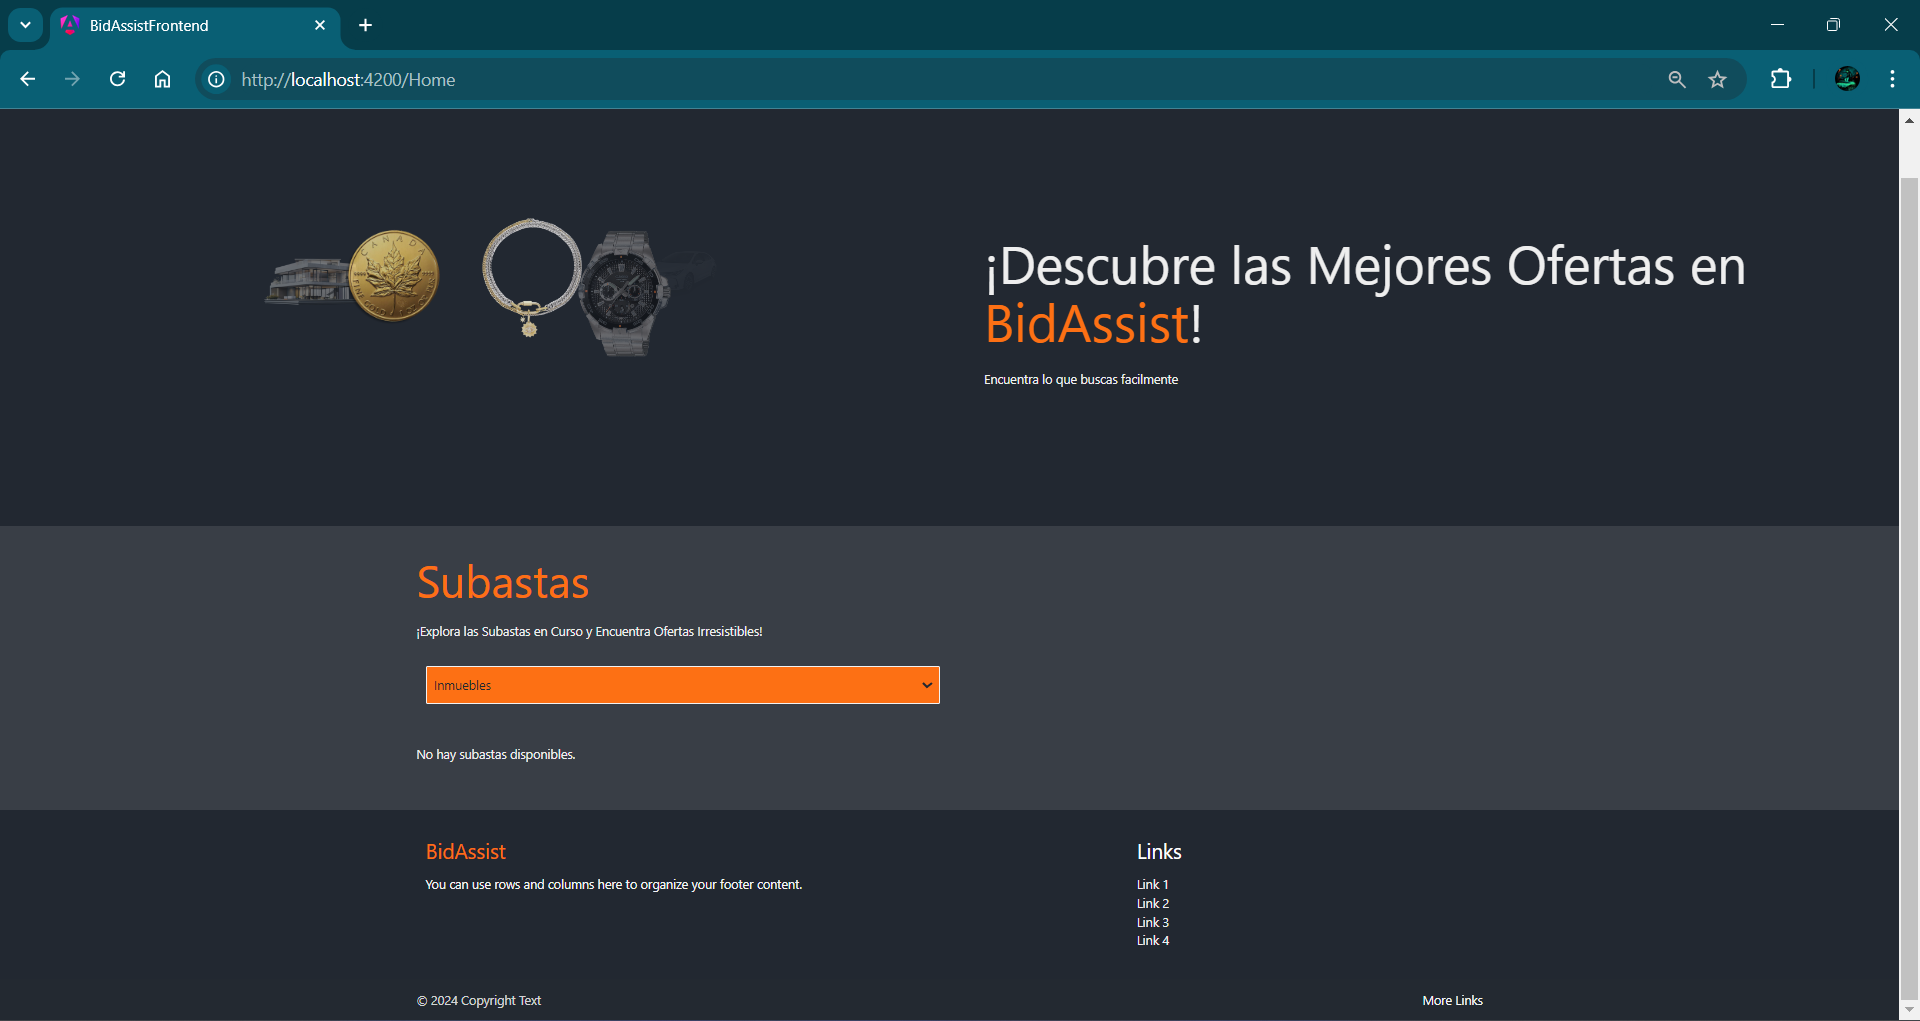 BidAssistFrontend
http://localhost:4200/Home
CANADA
9999
9999
¡Descubre las Mejores Ofertas en
BidAssist!
Encuentra lo que buscas facilmente
Subastas
¡Explora las Subastas en Curso y Encuentra Ofertas Irresistibles!
Inmuebles
No hay subastas disponibles.
BidAssist
You can use rows and columns here to organize your footer content.
Links
Link 1
Link 2
Link 3
Link 4
© 2024 Copyright Text
More Links